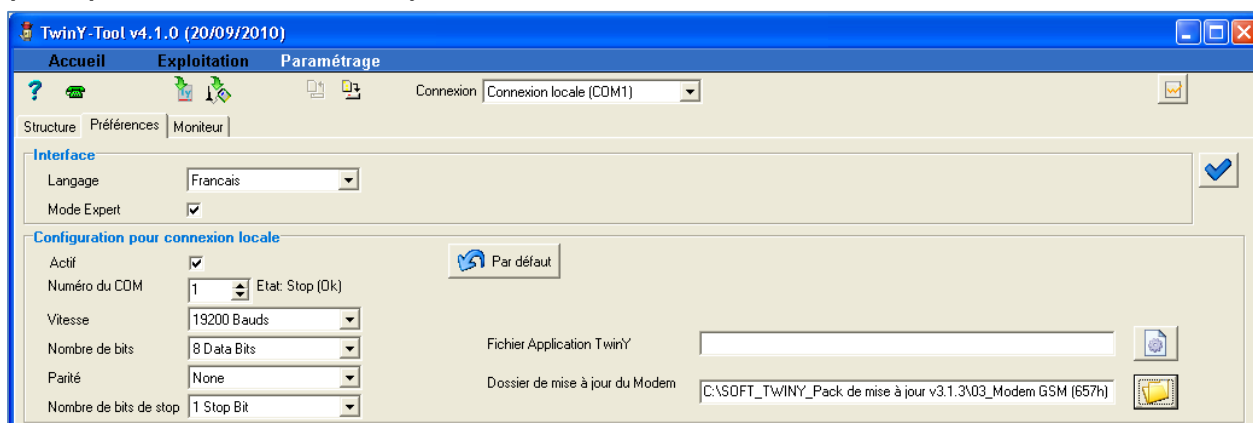 TwinY-Tool v4.1.0 (20/09/2010)
Accueil Exploitation Paramétrage
? Connexion Connexion locale (COM1)
Structure Préférences Moniteur
Interface
Langage Francais
Mode Expert
Configuration pour connexion locale
Actif Par défaut
Numéro du COM 1 Etat: Stop (Ok)
Vitesse 19200 Bauds
Nombre de bits 8 Data Bits Fichier Application TwinY
Parité None Dossier de mise à jour du Modem C:\SOFT_TWINY_Pack de mise à jour v3.1.3\03_Modem GSM (657h)
Nombre de bits de stop 1 Stop Bit